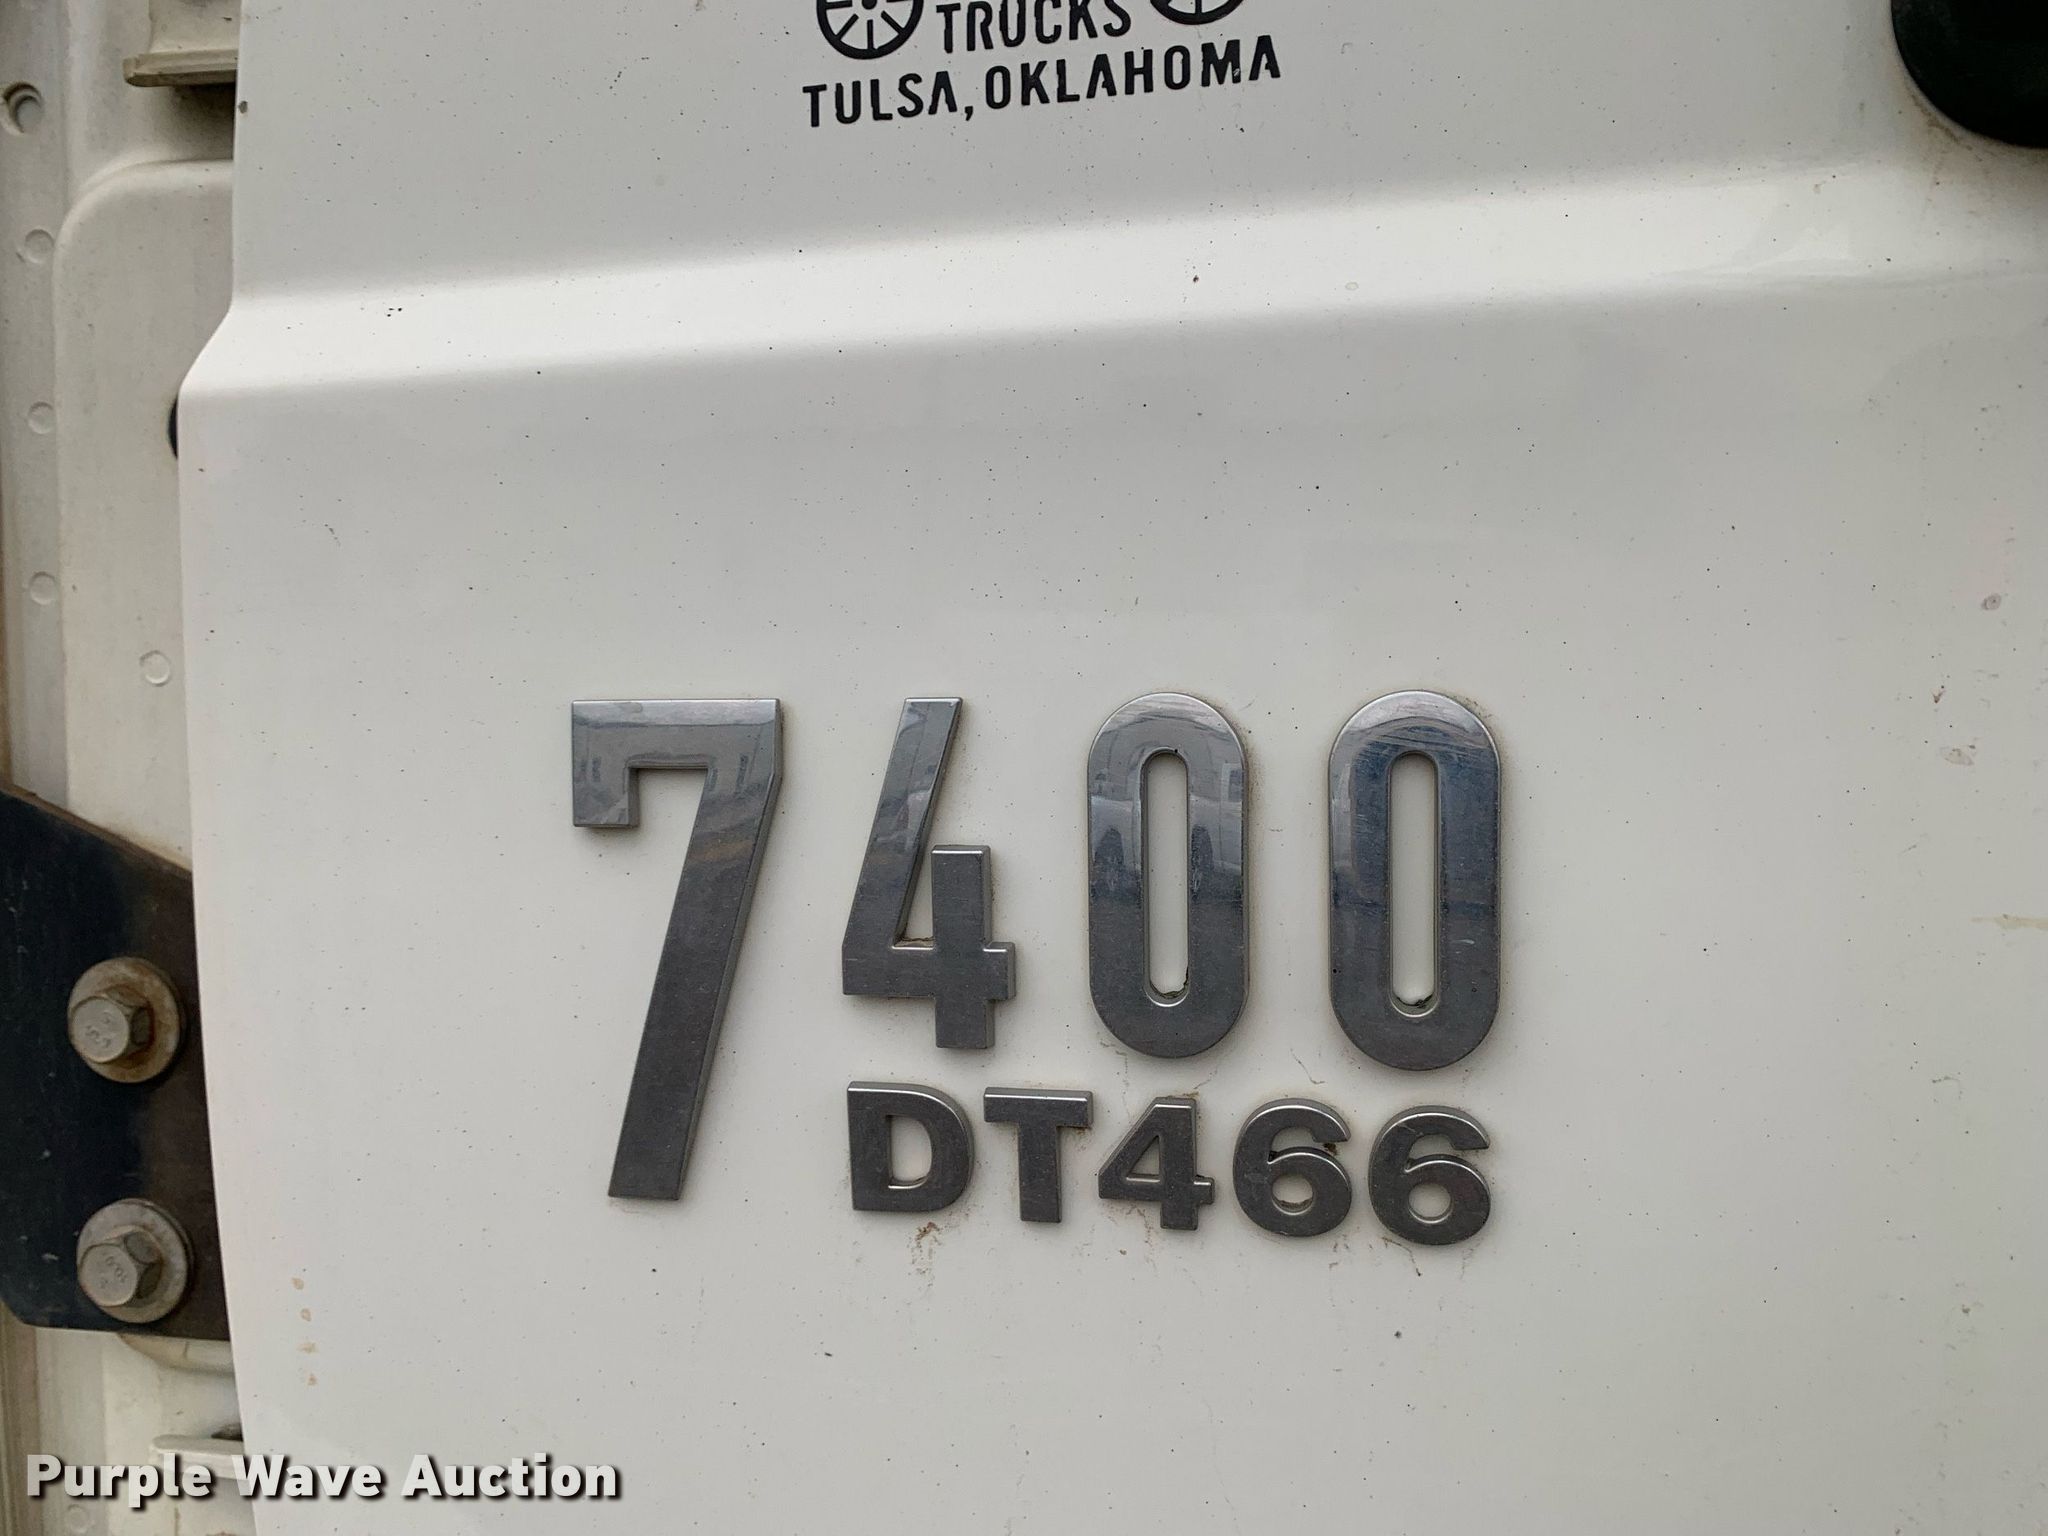 TRUCKS
TULSA, OKLAHOMA
7400
DT466
Purple Wave Auction